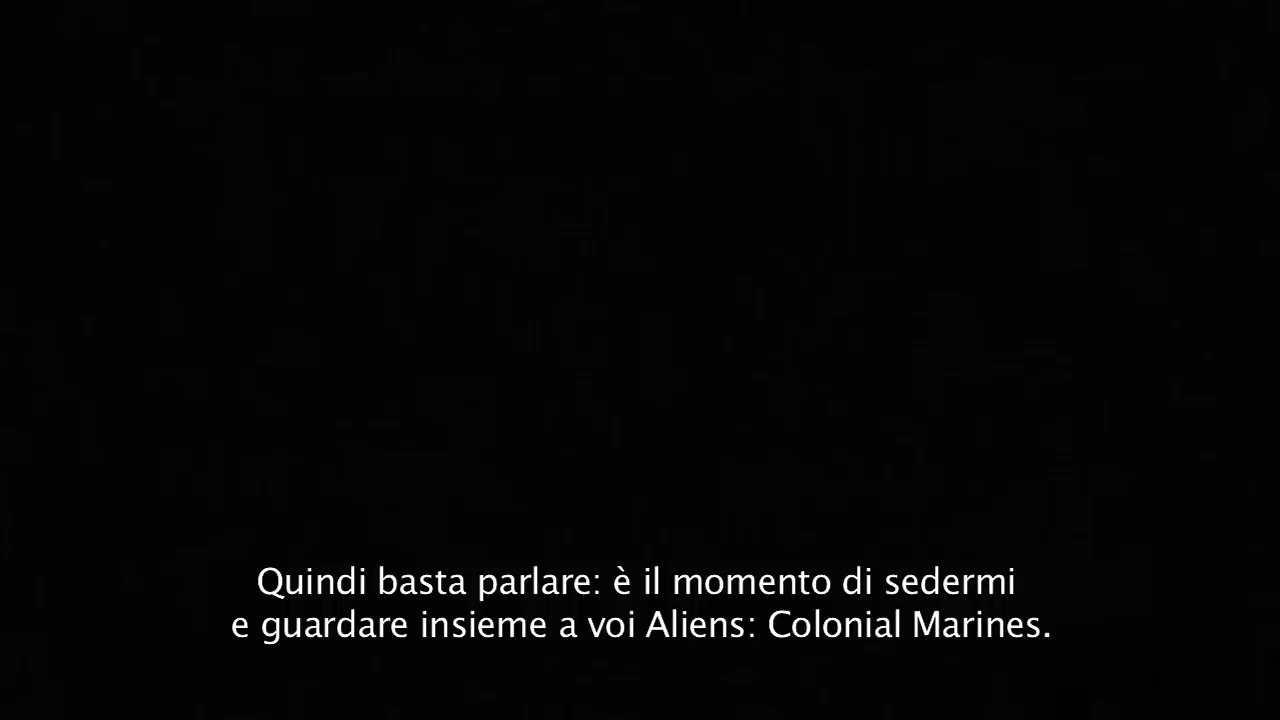 Quindi basta parlare: è il momento di sedermi
e guardare insieme a voi Aliens: Colonial Marines.